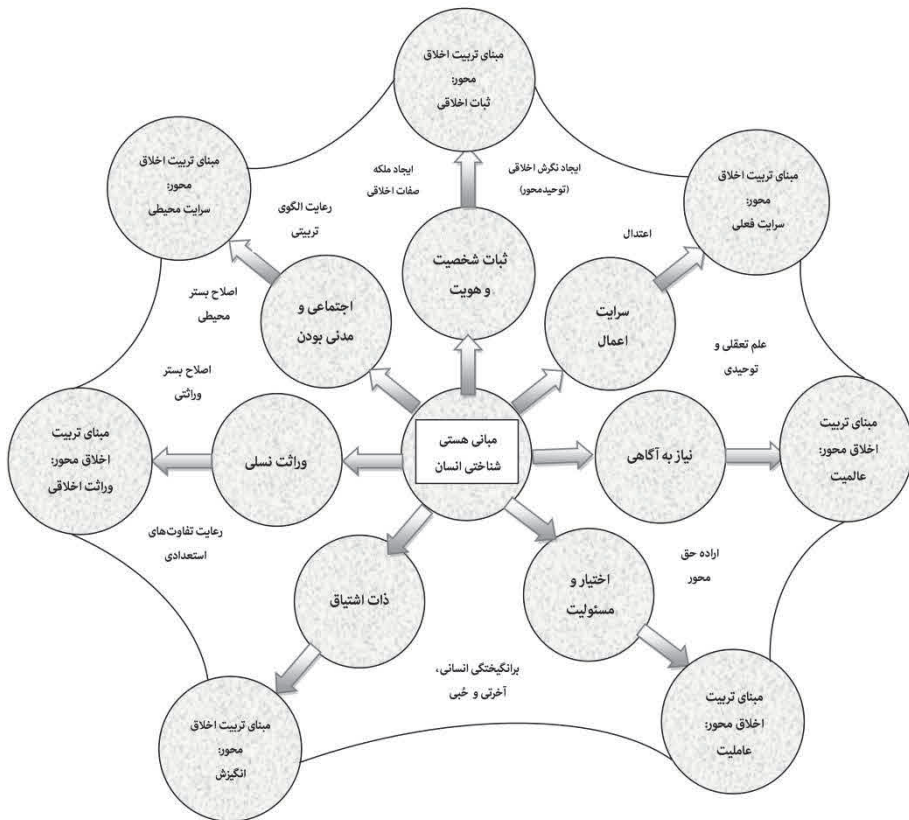 مبنای تربیت اخلاق
محور:
ثبات اخلاقی
مبنای تربیت اخلاق
محور:
سرایت محیطی
ایجاد ملکه
صفات اخلاقی
ایجاد نگرش اخلاقی
(توحیدمحور)
مبنای تربیت اخلاق
محور:
سرایت فعلی
رعایت الگوی
تربیتی
اعتدال
ثبات شخصیت
و هویت
اصلاح بستر
محیطی
اجتماعی و
مدنی بودن
سرایت
اعمال
علم تعقلی و
توحیدی
اصلاح بستر
وراثتی
مبنای تربیت
اخلاق محور:
وراثت اخلاقی
وراثت نسلی
مبانی هستی
شناختی انسان
نیاز به آگاهی
مبنای تربیت
اخلاق محور:
عالمیت
رعایت تفاوت‌های
استعدادی
اراده حق
محور
ذات اشتیاق
اختیار و
مسئولیت
برانگیختگی انسانی،
آخرتی و حُبی
مبنای تربیت اخلاق
محور:
انگیزش
مبنای تربیت
اخلاق محور:
عاملیت